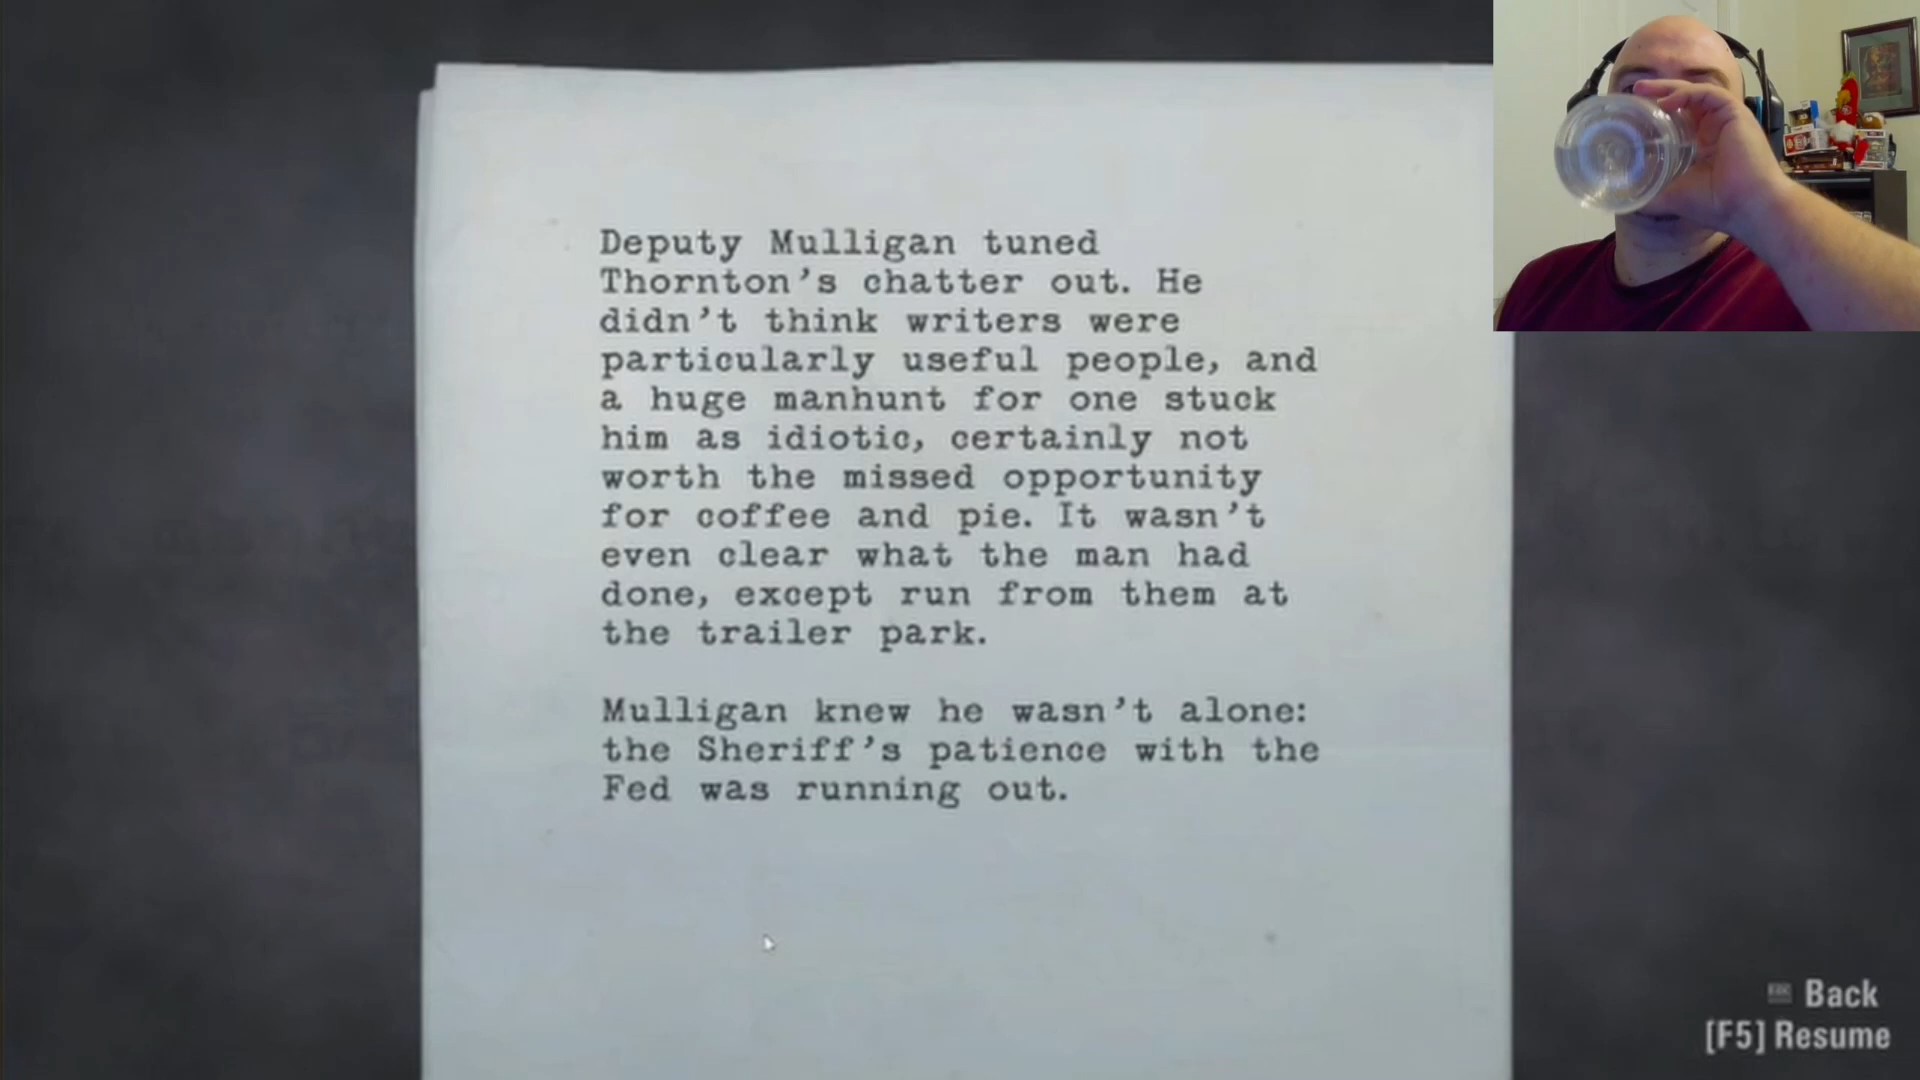 Deputy Mulligan tuned
Thornton's chatter out. He
didn't think writers were
particularly useful people, and
a huge manhunt for one stuck
him as idiotic, certainly not
worth the missed opportunity
for coffee and pie. It wasn't
even clear what the man had
done, except run from them at
the trailer park.
Mulligan knew he wasn't alone:
the Sheriff's patience with the
Fed was running out.
Back
[F5] Resume